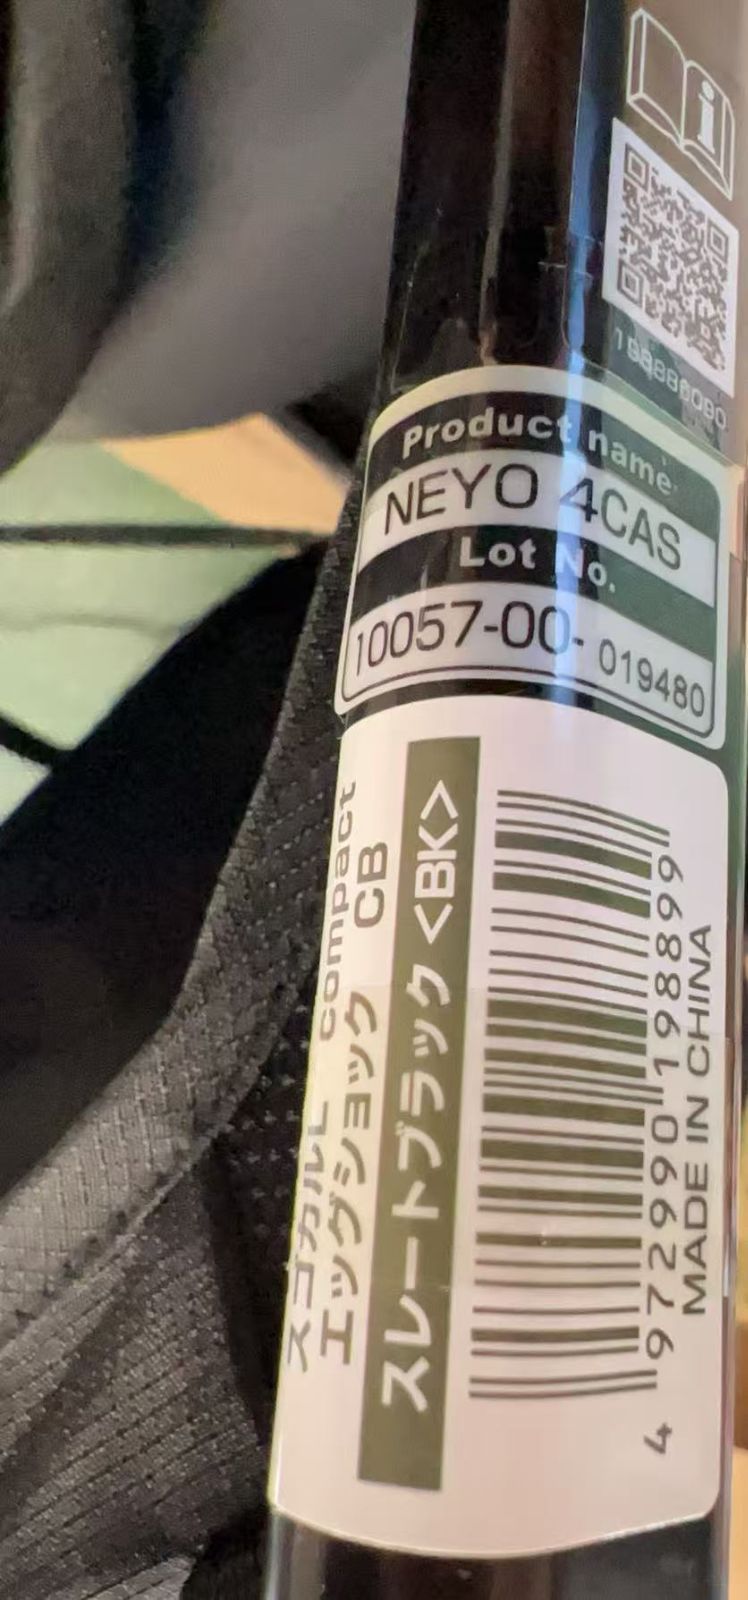 i
Product name
NEYO 4CAS
Lot No.
10057-00- 019480
スゴカルL compact
エッグショック CB
スレートブラック <BK>
4 972990 198899
MADE IN CHINA